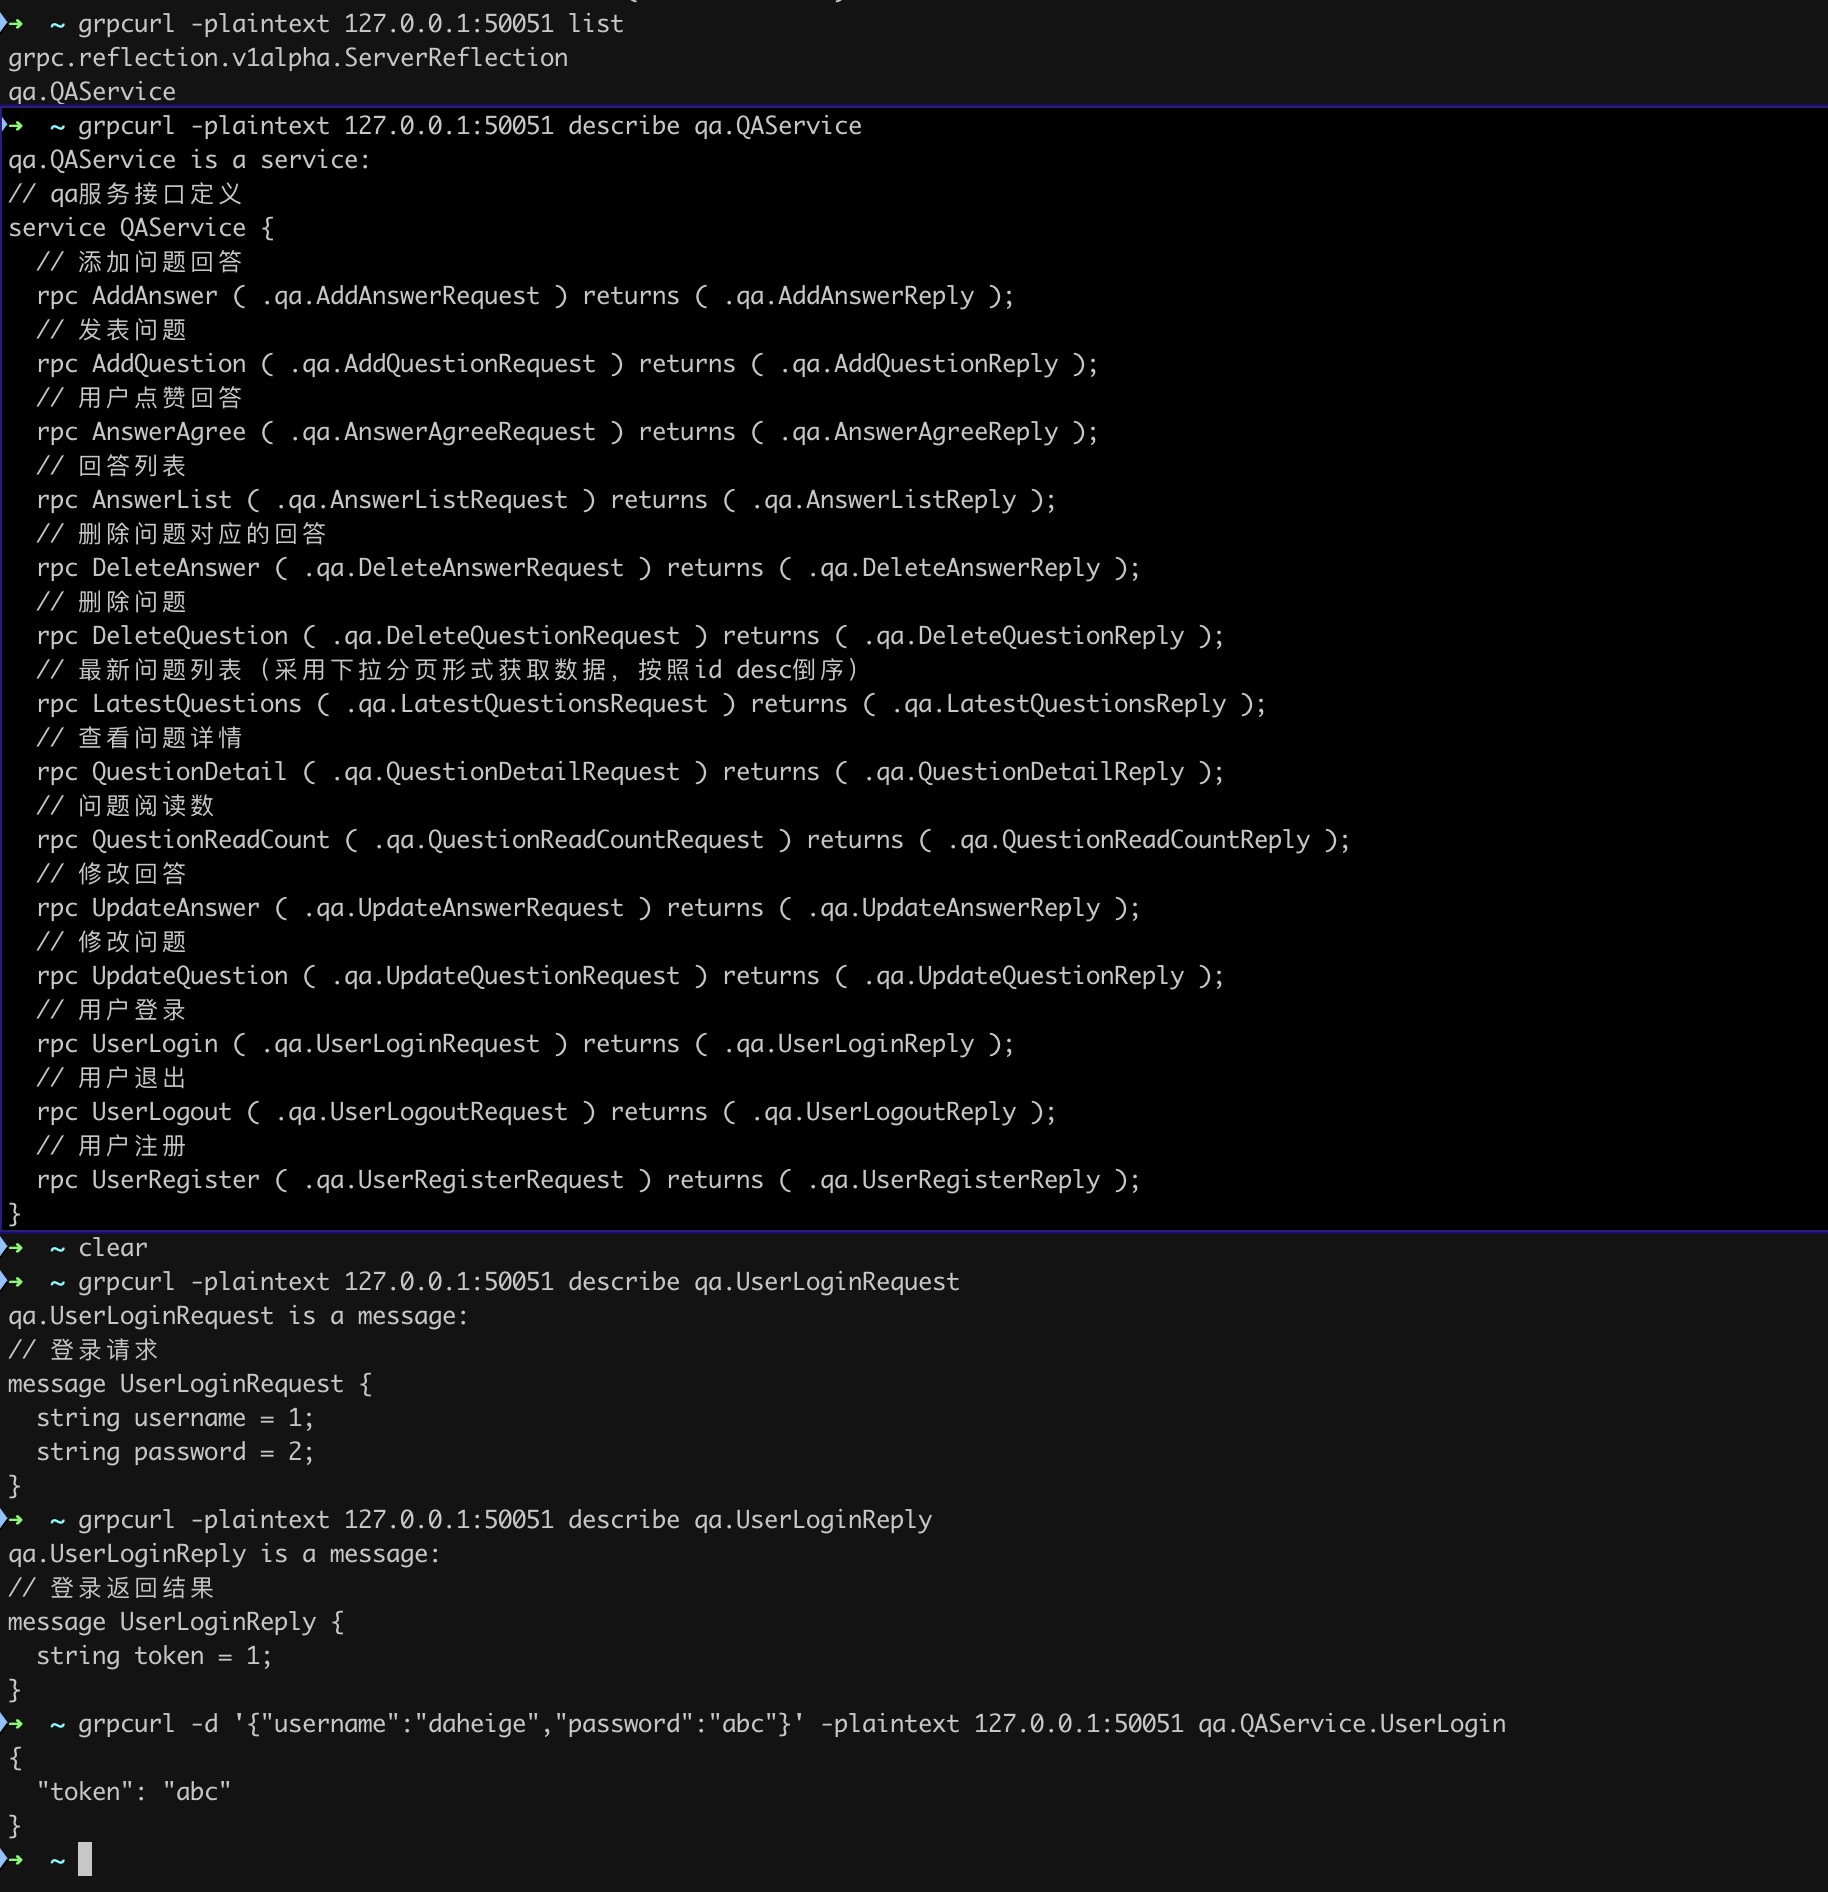 ➜  ~ grpcurl -plaintext 127.0.0.1:50051 list
grpc.reflection.v1alpha.ServerReflection
qa.QAService
➜  ~ grpcurl -plaintext 127.0.0.1:50051 describe qa.QAService
qa.QAService is a service:
// qa服务接口定义
service QAService {
  // 添加问题回答
  rpc AddAnswer ( .qa.AddAnswerRequest ) returns ( .qa.AddAnswerReply );
  // 发表问题
  rpc AddQuestion ( .qa.AddQuestionRequest ) returns ( .qa.AddQuestionReply );
  // 用户点赞回答
  rpc AnswerAgree ( .qa.AnswerAgreeRequest ) returns ( .qa.AnswerAgreeReply );
  // 回答列表
  rpc AnswerList ( .qa.AnswerListRequest ) returns ( .qa.AnswerListReply );
  // 删除问题对应的回答
  rpc DeleteAnswer ( .qa.DeleteAnswerRequest ) returns ( .qa.DeleteAnswerReply );
  // 删除问题
  rpc DeleteQuestion ( .qa.DeleteQuestionRequest ) returns ( .qa.DeleteQuestionReply );
  // 最新问题列表（采用下拉分页形式获取数据，按照id desc倒序）
  rpc LatestQuestions ( .qa.LatestQuestionsRequest ) returns ( .qa.LatestQuestionsReply );
  // 查看问题详情
  rpc QuestionDetail ( .qa.QuestionDetailRequest ) returns ( .qa.QuestionDetailReply );
  // 问题阅读数
  rpc QuestionReadCount ( .qa.QuestionReadCountRequest ) returns ( .qa.QuestionReadCountReply );
  // 修改回答
  rpc UpdateAnswer ( .qa.UpdateAnswerRequest ) returns ( .qa.UpdateAnswerReply );
  // 修改问题
  rpc UpdateQuestion ( .qa.UpdateQuestionRequest ) returns ( .qa.UpdateQuestionReply );
  // 用户登录
  rpc UserLogin ( .qa.UserLoginRequest ) returns ( .qa.UserLoginReply );
  // 用户退出
  rpc UserLogout ( .qa.UserLogoutRequest ) returns ( .qa.UserLogoutReply );
  // 用户注册
  rpc UserRegister ( .qa.UserRegisterRequest ) returns ( .qa.UserRegisterReply );
}
➜  ~ clear
➜  ~ grpcurl -plaintext 127.0.0.1:50051 describe qa.UserLoginRequest
qa.UserLoginRequest is a message:
// 登录请求
message UserLoginRequest {
  string username = 1;
  string password = 2;
}
➜  ~ grpcurl -plaintext 127.0.0.1:50051 describe qa.UserLoginReply
qa.UserLoginReply is a message:
// 登录返回结果
message UserLoginReply {
  string token = 1;
}
➜  ~ grpcurl -d '{"username":"daheige","password":"abc"}' -plaintext 127.0.0.1:50051 qa.QAService.UserLogin
{
  "token": "abc"
}
➜  ~